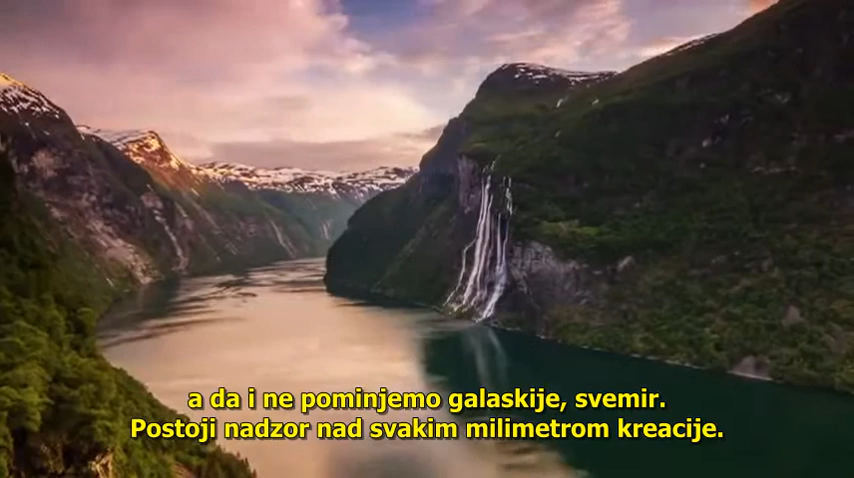 a da i ne pominjemo galaskije, svemir.
Postoji nadzor nad svakim milimetrom kreacije.